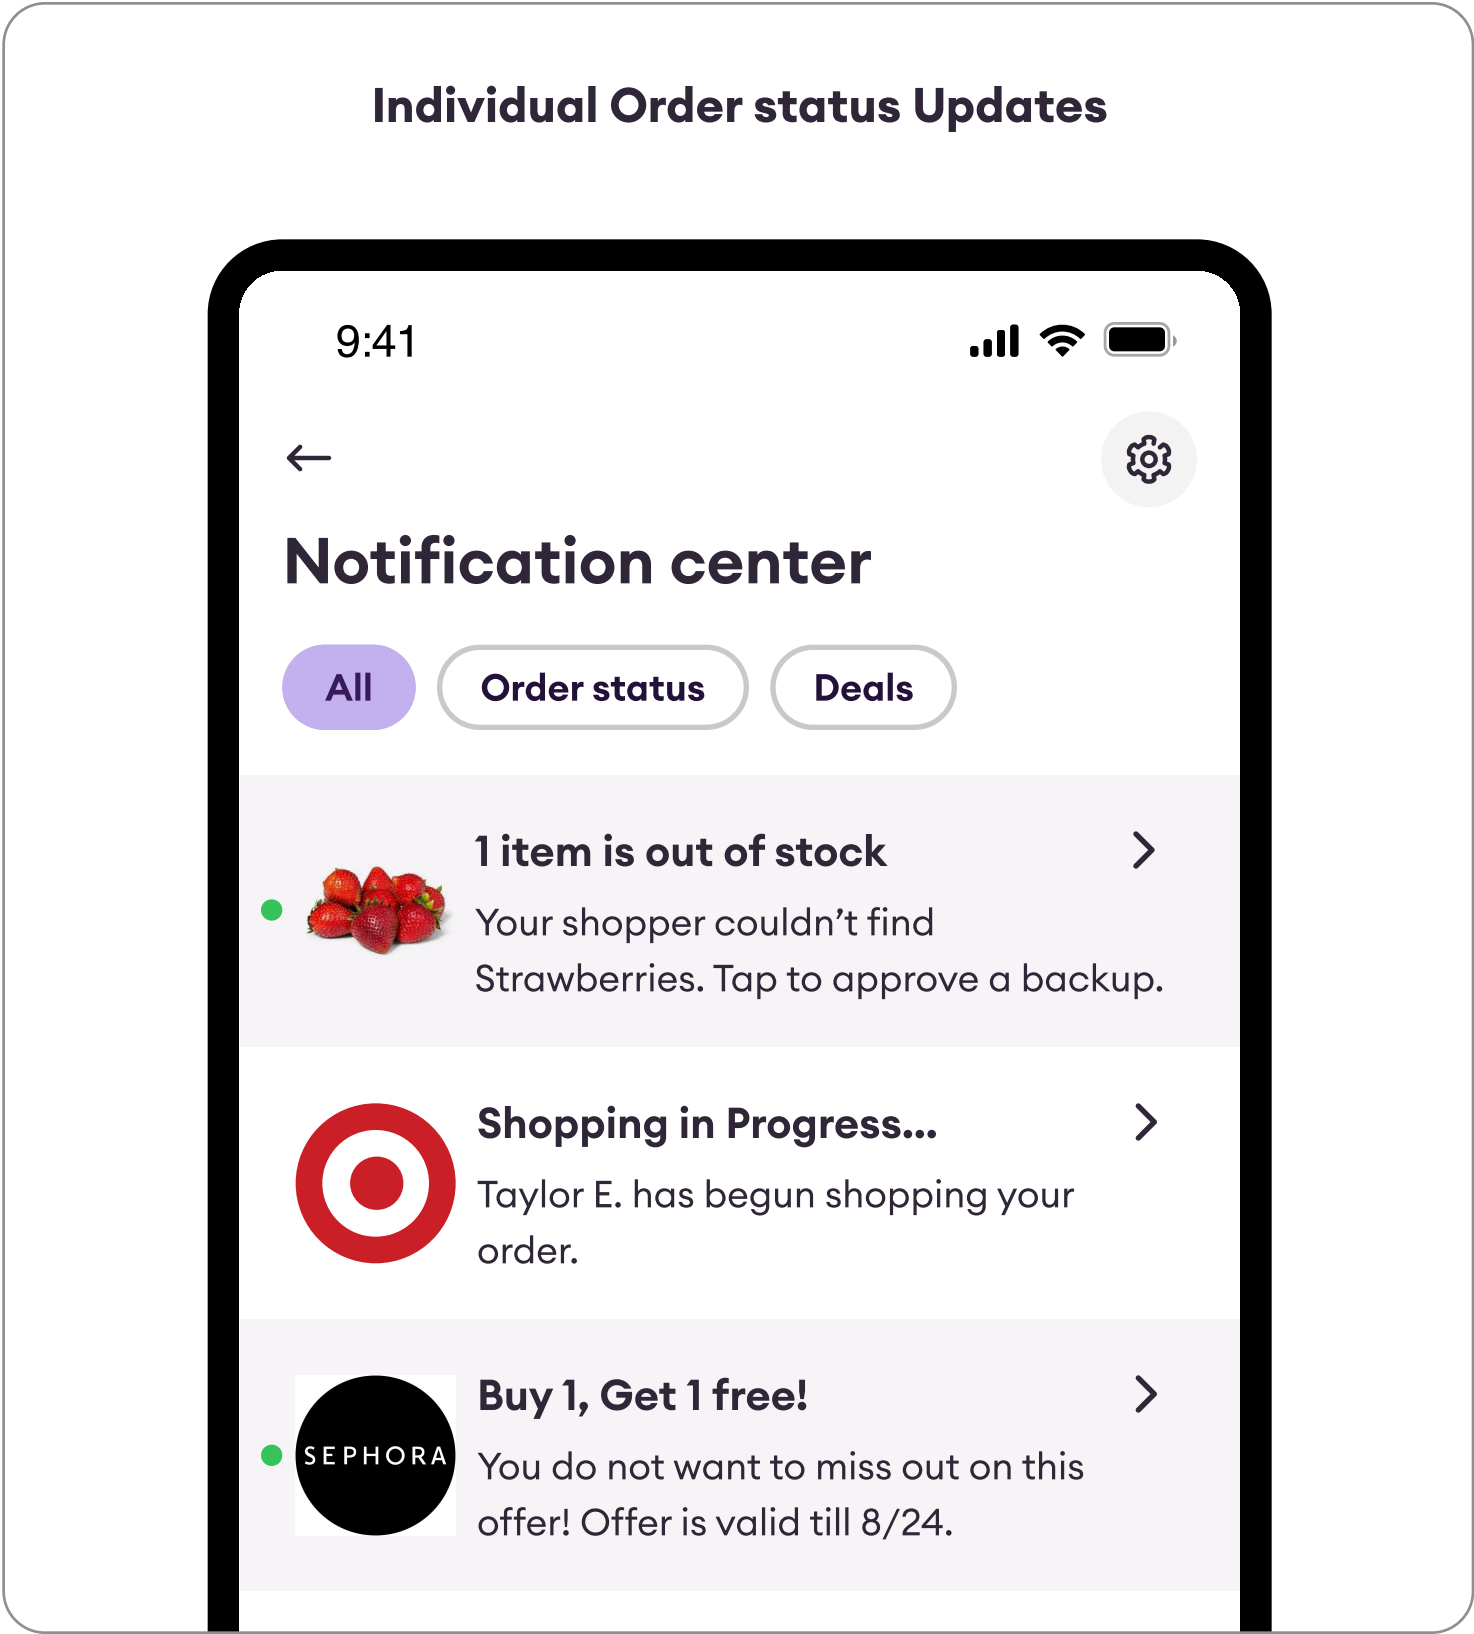 Individual Order status Updates
9:41
Notification center
All
Order status
Deals
1 item is out of stock
Your shopper couldn’t find
Strawberries. Tap to approve a backup.
Shopping in Progress...
Taylor E. has begun shopping your
order.
SEPHORA
Buy 1, Get 1 free!
You do not want to miss out on this
offer! Offer is valid till 8/24.